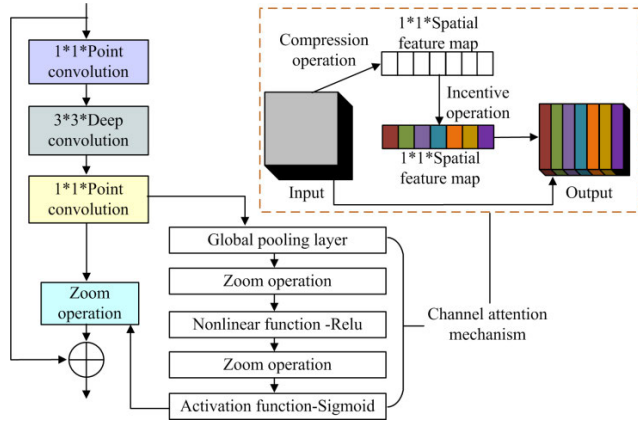 1*1*Point
convolution
3*3*Deep
convolution
1*1*Point
convolution
Zoom
operation
Compression
operation
1*1*Spatial
feature map
Incentive
operation
1*1*Spatial
feature map
Input
Output
Global pooling layer
Zoom operation
Nonlinear function -Relu
Zoom operation
Activation function-Sigmoid
Channel attention
mechanism